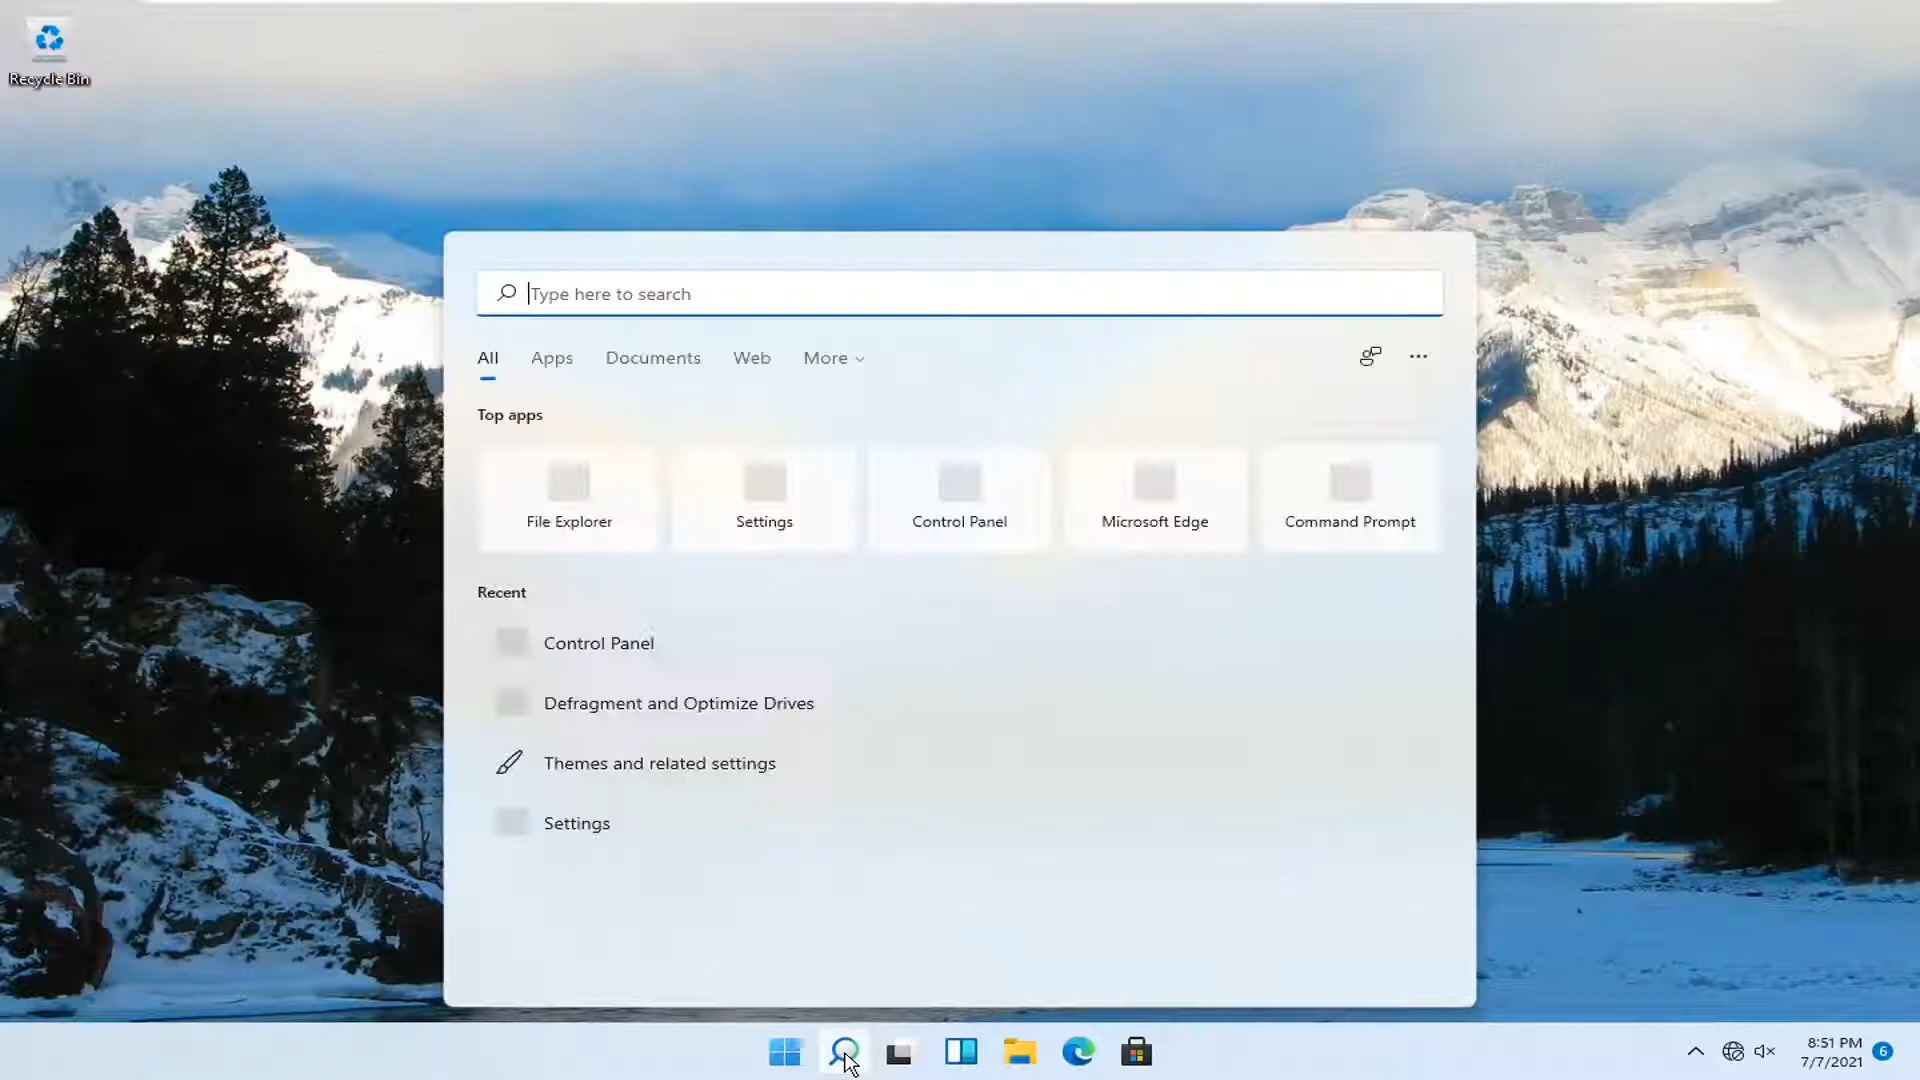 Recycle Bin
Type here to search
All Apps Documents Web More
Top apps
File Explorer Settings Control Panel Microsoft Edge Command Prompt
Recent
Control Panel
Defragment and Optimize Drives
Themes and related settings
Settings
8:51 PM
7/7/2021 6